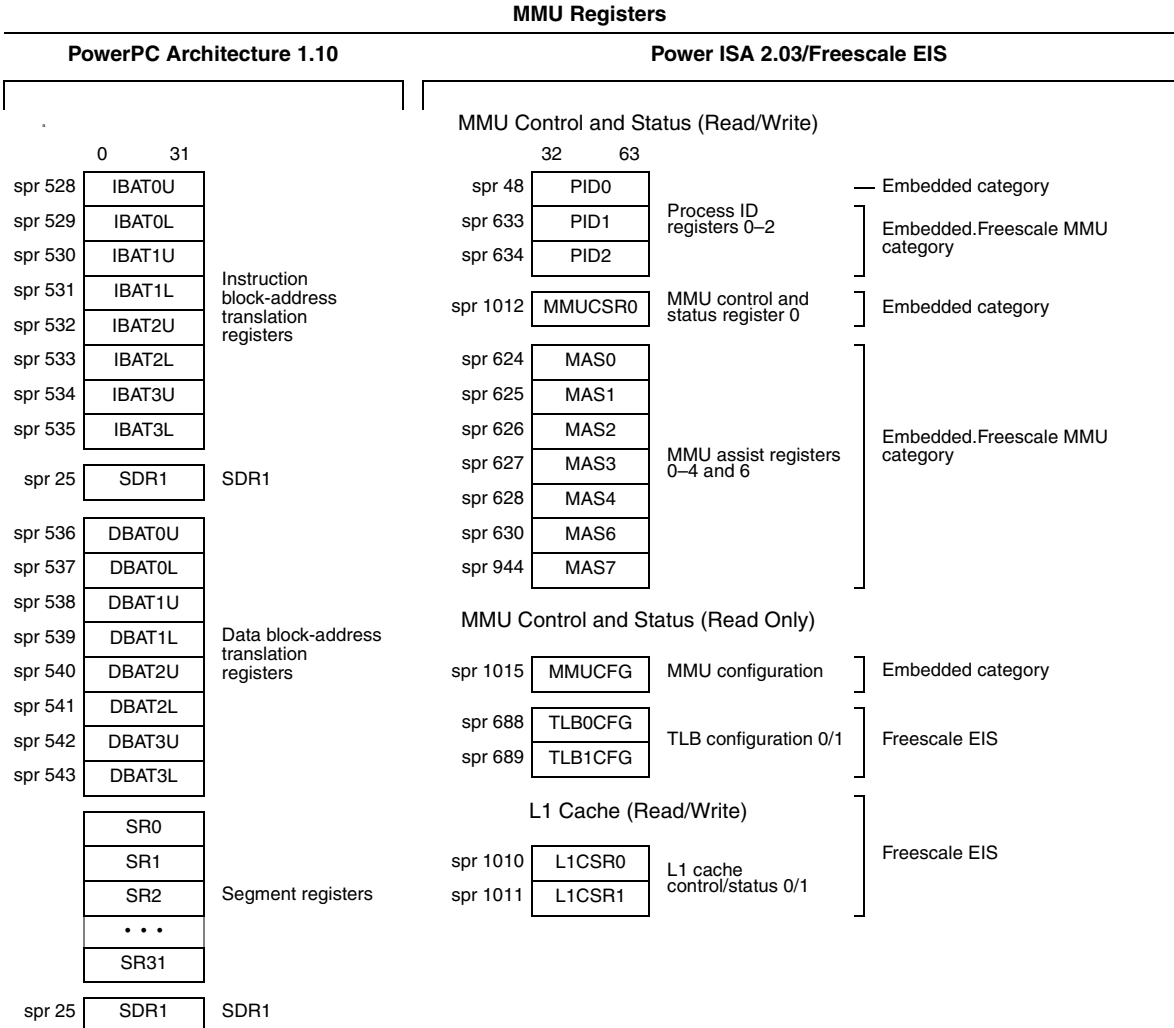 MMU Registers
PowerPC Architecture 1.10
0 31
spr 528 IBAT0U
spr 529 IBAT0L
spr 530 IBAT1U
spr 531 IBAT1L
spr 532 IBAT2U
spr 533 IBAT2L
spr 534 IBAT3U
spr 535 IBAT3L
Instruction
block-address
translation
registers
spr 25 SDR1 SDR1
spr 536 DBAT0U
spr 537 DBAT0L
spr 538 DBAT1U
spr 539 DBAT1L
spr 540 DBAT2U
spr 541 DBAT2L
spr 542 DBAT3U
spr 543 DBAT3L
Data block-address
translation
registers
SR0
SR1
SR2
• • •
SR31
Segment registers
spr 25 SDR1 SDR1
Power ISA 2.03/Freescale EIS
MMU Control and Status (Read/Write)
32 63
spr 48 PID0
spr 633 PID1
spr 634 PID2
Process ID
registers 0–2
Embedded category
Embedded.Freescale MMU
category
spr 1012 MMUCSR0
MMU control and
status register 0
Embedded category
spr 624 MAS0
spr 625 MAS1
spr 626 MAS2
spr 627 MAS3
spr 628 MAS4
spr 630 MAS6
spr 944 MAS7
MMU assist registers
0–4 and 6
Embedded.Freescale MMU
category
MMU Control and Status (Read Only)
spr 1015 MMUCFG MMU configuration Embedded category
spr 688 TLB0CFG
spr 689 TLB1CFG
TLB configuration 0/1
Freescale EIS
L1 Cache (Read/Write)
spr 1010 L1CSR0
spr 1011 L1CSR1
L1 cache
control/status 0/1
Freescale EIS